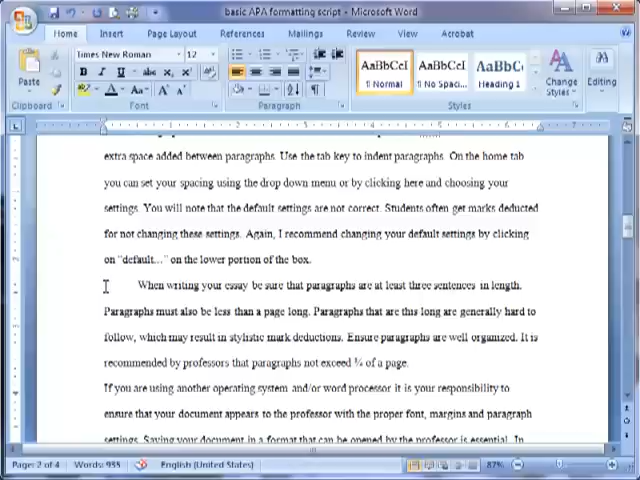 basic APA formatting script - Microsoft Word
Home Insert Page Layout References Mailings Review View Acrobat
Times New Roman 12
Paste
B I U abc x₂ x² Aa
AaBbCcI AaBbCcI AaBbC
¶ Normal ¶ No Spaci... Heading 1
Change Styles
Editing
Clipboard Font Paragraph Styles
extra space added between paragraphs. Use the tab key to indent paragraphs. On the home tab
you can set your spacing using the drop down menu or by clicking here and choosing your
settings. You will note that the default settings are not correct. Students often get marks deducted
for not changing these settings. Again, I recommend changing your default settings by clicking
on "default..." on the lower portion of the box.
When writing your essay be sure that paragraphs are at least three sentences in length.
Paragraphs must also be less than a page long. Paragraphs that are this long are generally hard to
follow, which may result in stylistic mark deductions. Ensure paragraphs are well organized. It is
recommended by professors that paragraphs not exceed ¾ of a page.
If you are using another operating system and/or word processor it is your responsibility to
ensure that your document appears to the professor with the proper font, margins and paragraph
settings. Saving your document in a format that can be opened by the professor is essential. In
Page: 2 of 4 Words: 935 English (United States) 87%